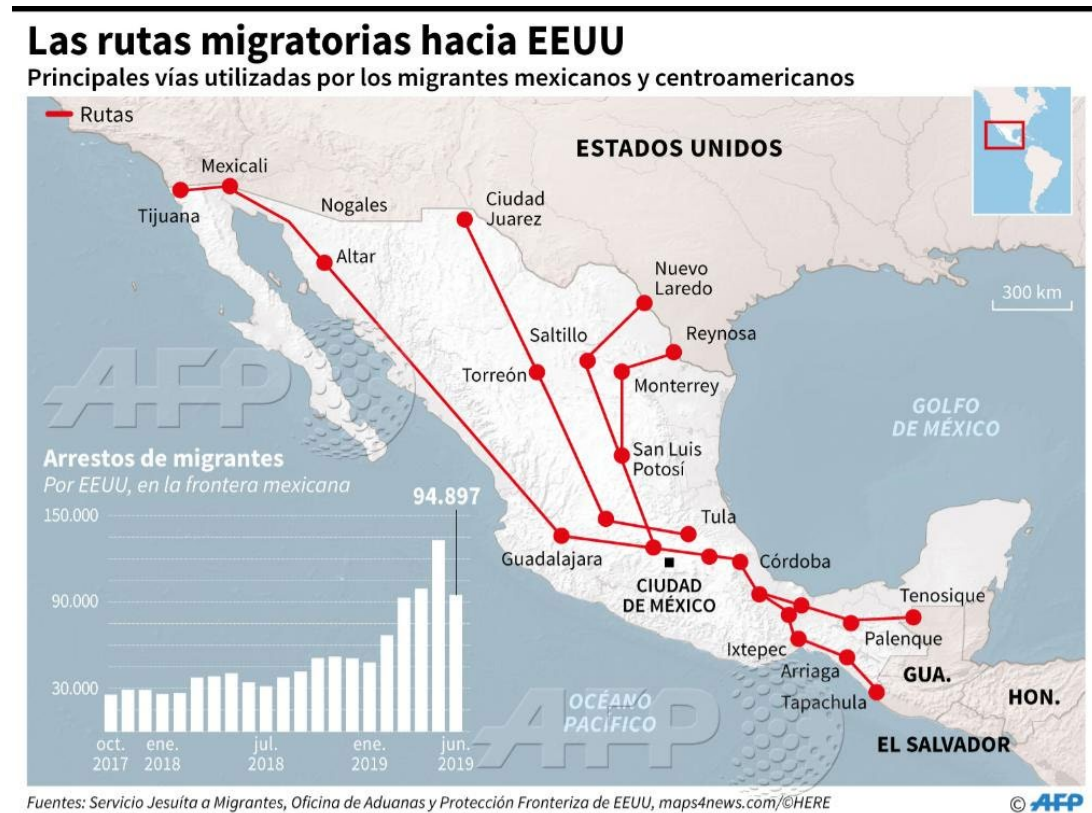 Las rutas migratorias hacia EEUU
Principales vías utilizadas por los migrantes mexicanos y centroamericanos
Rutas
ESTADOS UNIDOS
Mexicali
Tijuana
Nogales
Ciudad
Juarez
Altar
Nuevo
Laredo
300 km
Saltillo
Reynosa
Torreón
Monterrey
AFP
GOLFO
DE MÉXICO
San Luis
Potosí
Arrestos de migrantes
Por EEUU, en la frontera mexicana
94.897
150.000
90.000
30.000
oct.
2017
ene.
2018
jul.
2018
ene.
2019
jun.
2019
Tula
Guadalajara
Córdoba
CIUDAD
DE MÉXICO
Tenosique
Palenque
Ixtepec
Arriaga
GUA.
Tapachula
HON.
OCÉANO
PACÍFICO
AFP
EL SALVADOR
Fuentes: Servicio Jesuíta a Migrantes, Oficina de Aduanas y Protección Fronteriza de EEUU, maps4news.com/©HERE
© AFP